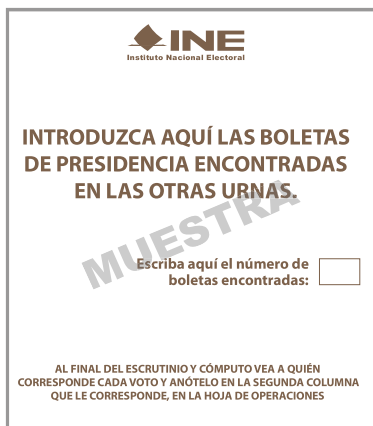 INE
Instituto Nacional Electoral
INTRODUZCA AQUÍ LAS BOLETAS
DE PRESIDENCIA ENCONTRADAS
EN LAS OTRAS URNAS.
MUESTRA
Escriba aquí el número de
boletas encontradas:
AL FINAL DEL ESCRUTINIO Y CÓMPUTO VEA A QUIÉN
CORRESPONDE CADA VOTO Y ANÓTELO EN LA SEGUNDA COLUMNA
QUE LE CORRESPONDE, EN LA HOJA DE OPERACIONES